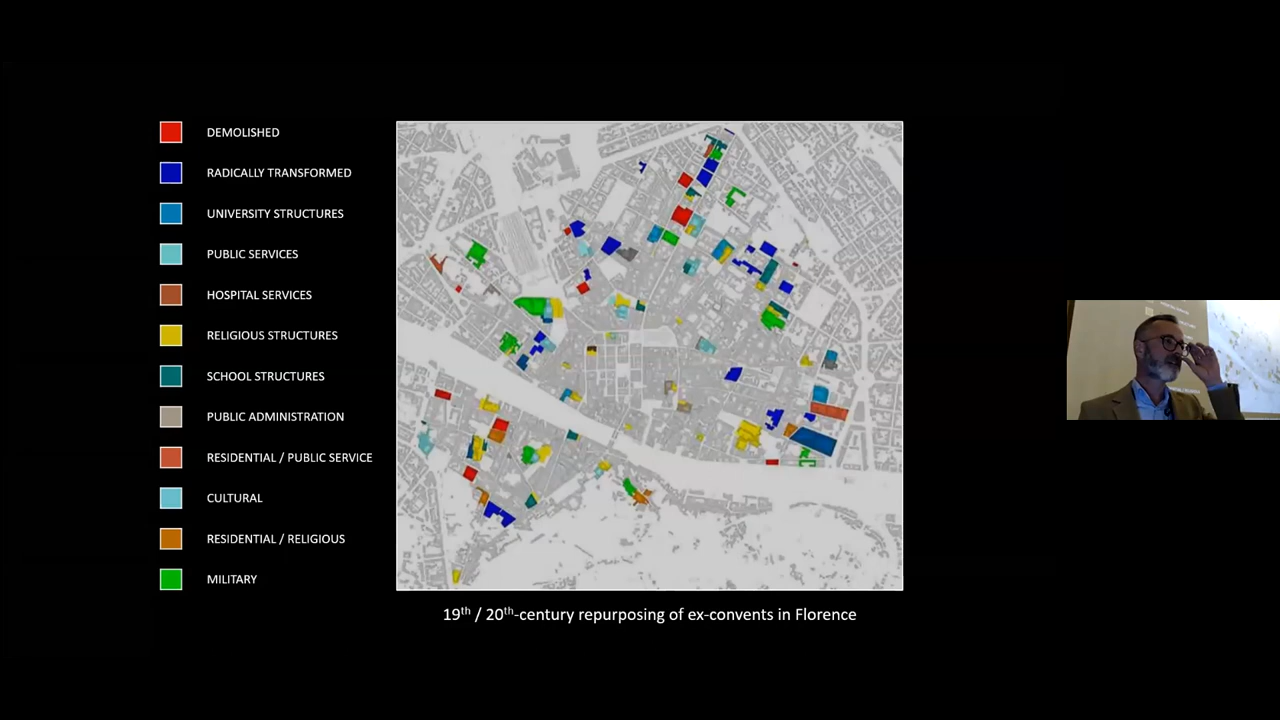 DEMOLISHED
RADICALLY TRANSFORMED
UNIVERSITY STRUCTURES
PUBLIC SERVICES
HOSPITAL SERVICES
RELIGIOUS STRUCTURES
SCHOOL STRUCTURES
PUBLIC ADMINISTRATION
RESIDENTIAL / PUBLIC SERVICE
CULTURAL
RESIDENTIAL / RELIGIOUS
MILITARY
19th / 20th-century repurposing of ex-convents in Florence